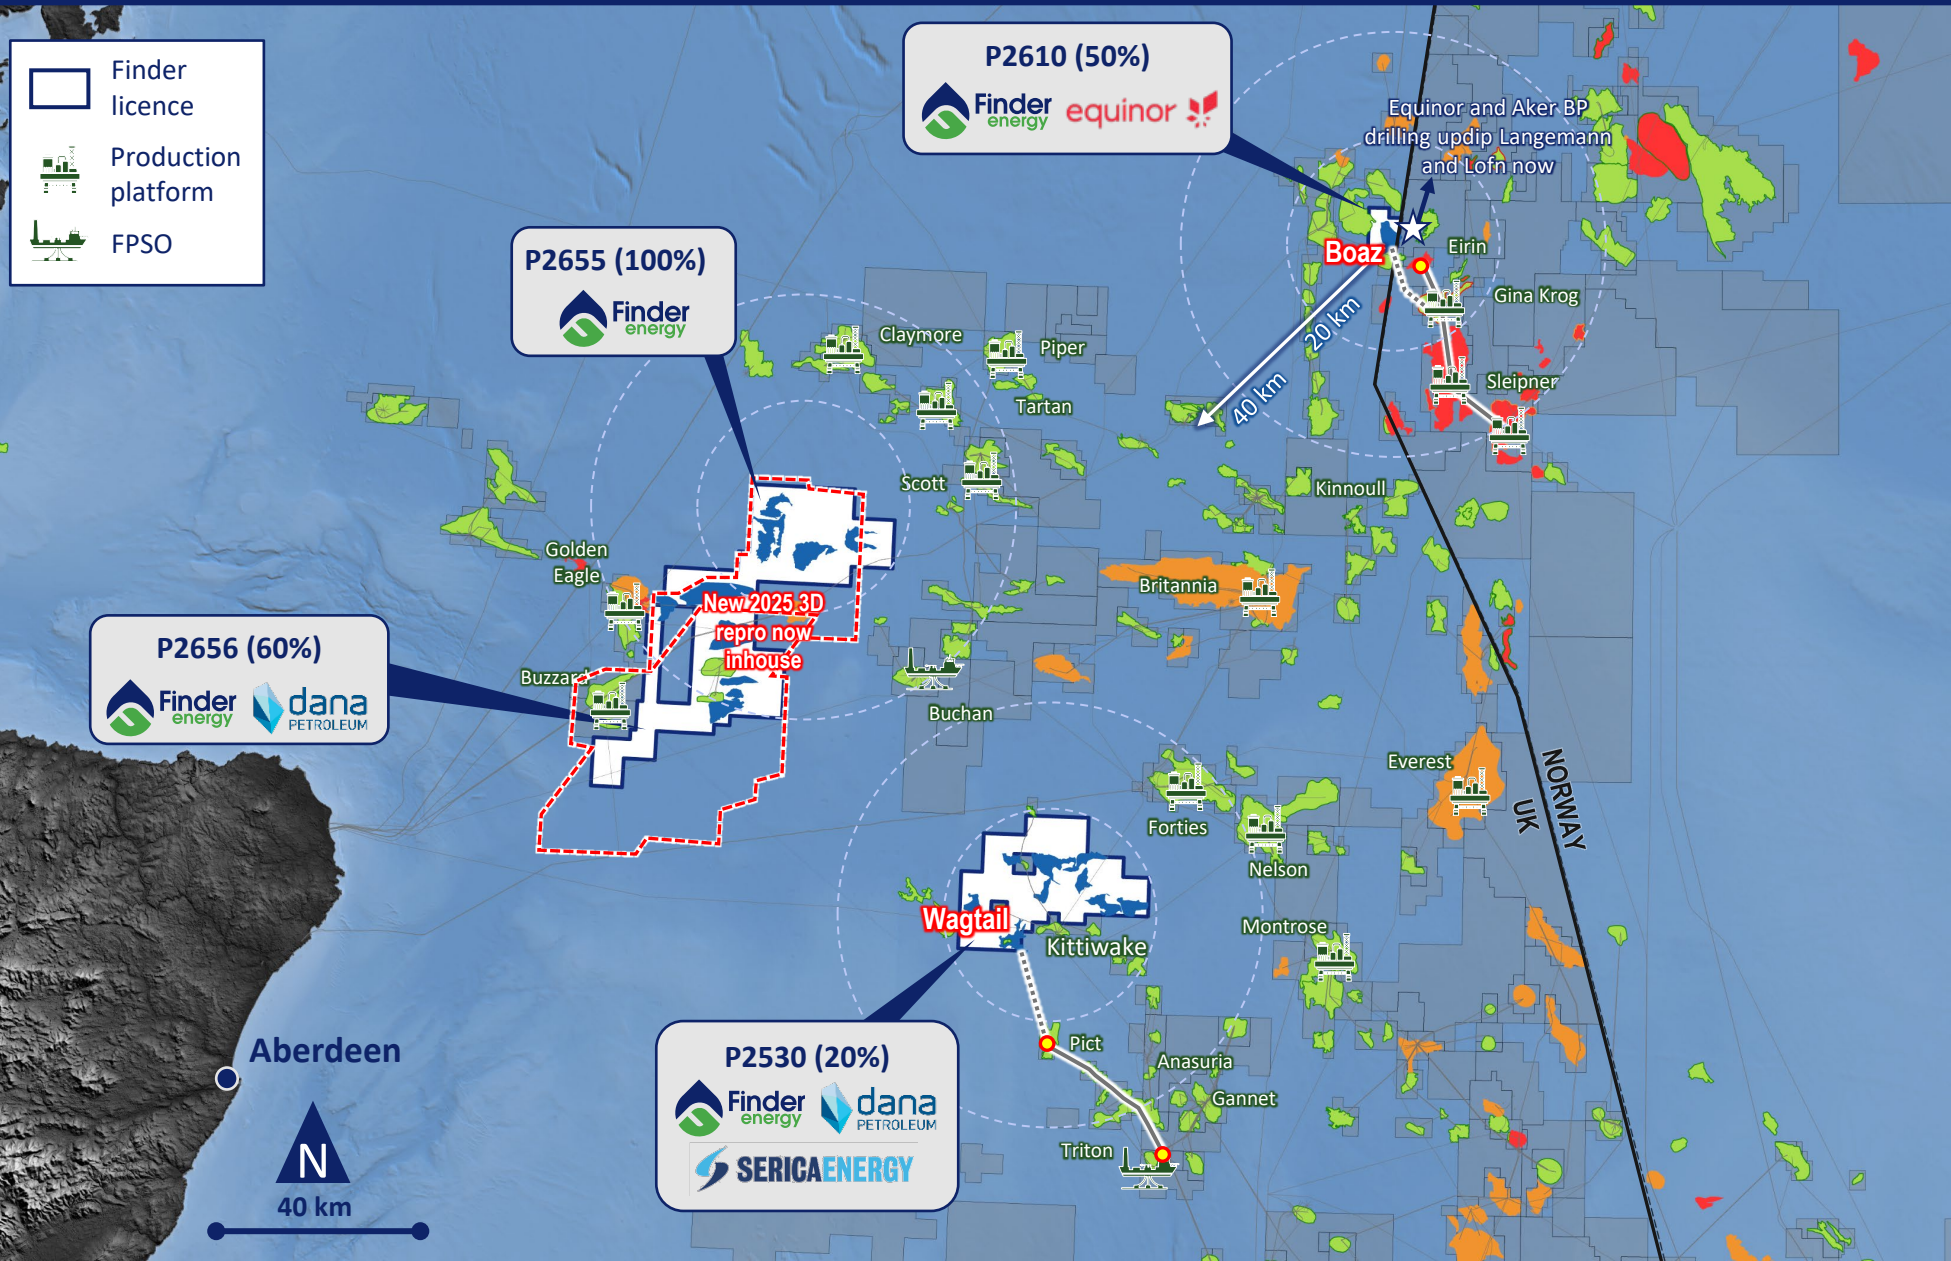 Finder
licence
Production
platform
FPSO
P2610 (50%)
Finder
energy
equinor
Equinor and Aker BP
drilling updip Langemann
and Lofn now
P2655 (100%)
Finder
energy
Boaz
Eirin
Gina Krog
20 km
40 km
Sleipner
Claymore
Piper
Tartan
Scott
Kinnoull
Golden
Eagle
Britannia
New 2025 3D
repro now
inhouse
P2656 (60%)
Finder
energy
dana
PETROLEUM
Buzzard
Buchan
Everest
NORWAY
UK
Forties
Nelson
Wagtail
Kittiwake
Montrose
Aberdeen
N
40 km
P2530 (20%)
Finder
energy
dana
PETROLEUM
SERICAENERGY
Pict
Anasuria
Gannet
Triton